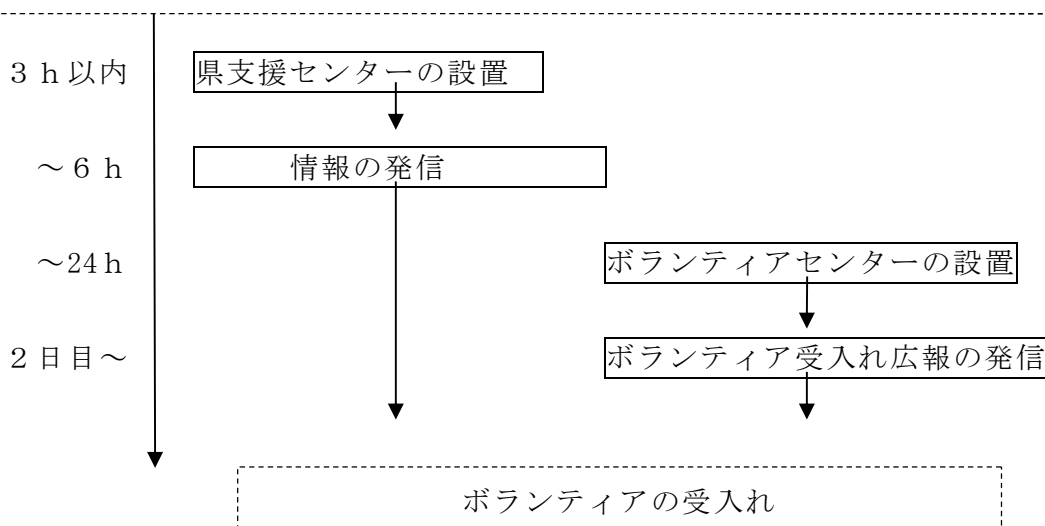 ３ｈ以内
県支援センターの設置
～６ｈ
情報の発信
～24ｈ
ボランティアセンターの設置
２日目～
ボランティア受入れ広報の発信
ボランティアの受入れ